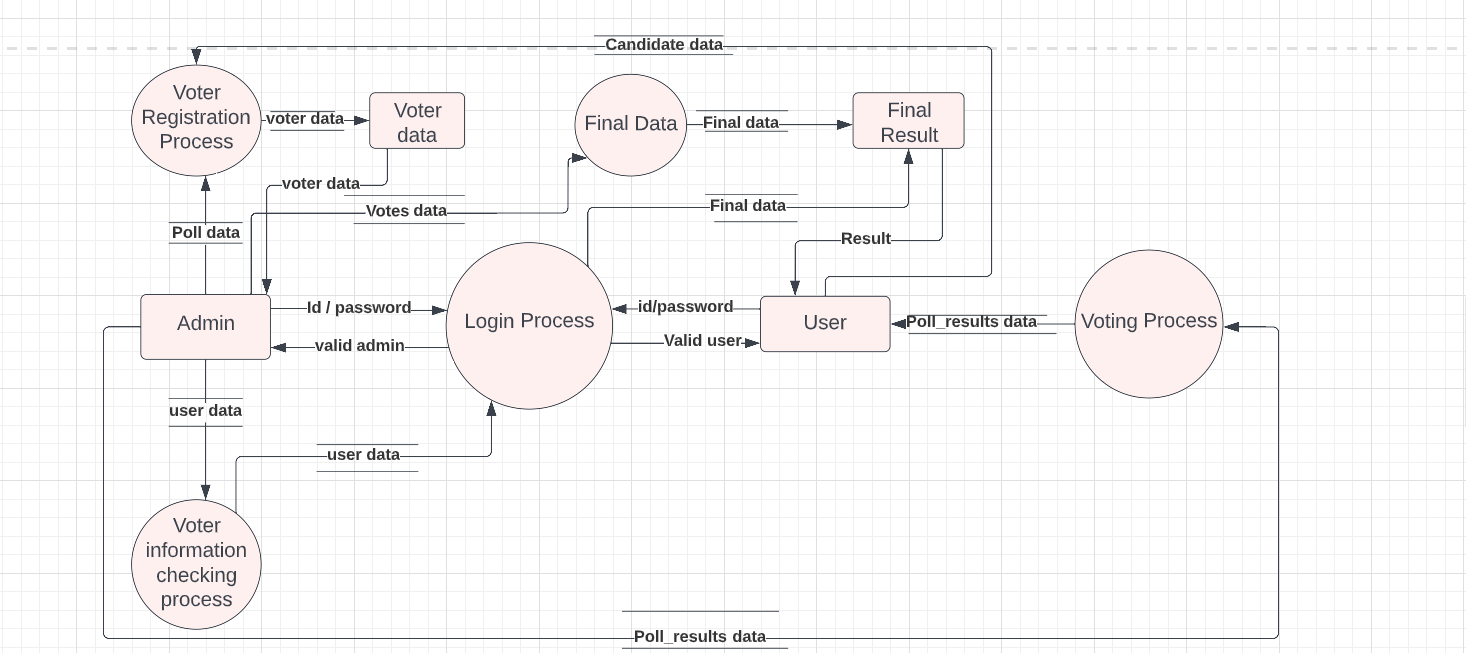 Candidate data
Voter
Registration
Process
voter data
Voter
data
Final Data
Final data
Final
Result
voter data
Votes data
Final data
Poll data
Result
Admin
Id / password
valid admin
Login Process
id/password
Valid user
User
Poll_results data
Voting Process
user data
user data
Voter
information
checking
process
Poll_results data